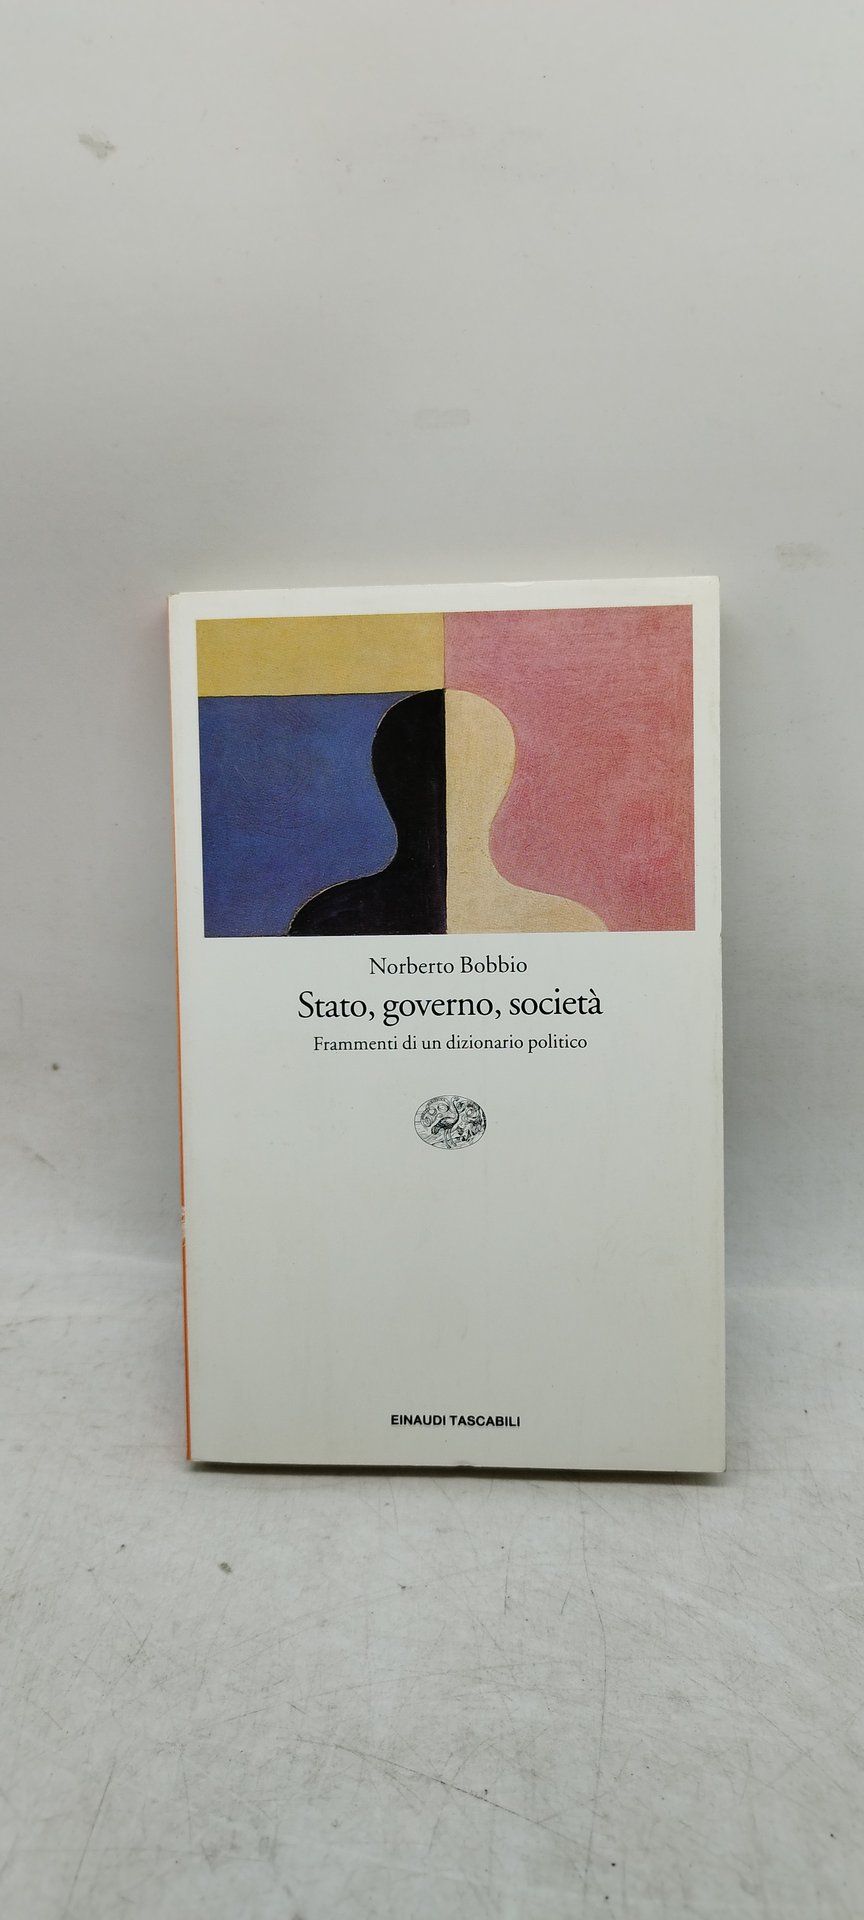 Norberto Bobbio
Stato, governo, società
Frammenti di un dizionario politico
EINAUDI TASCABILI